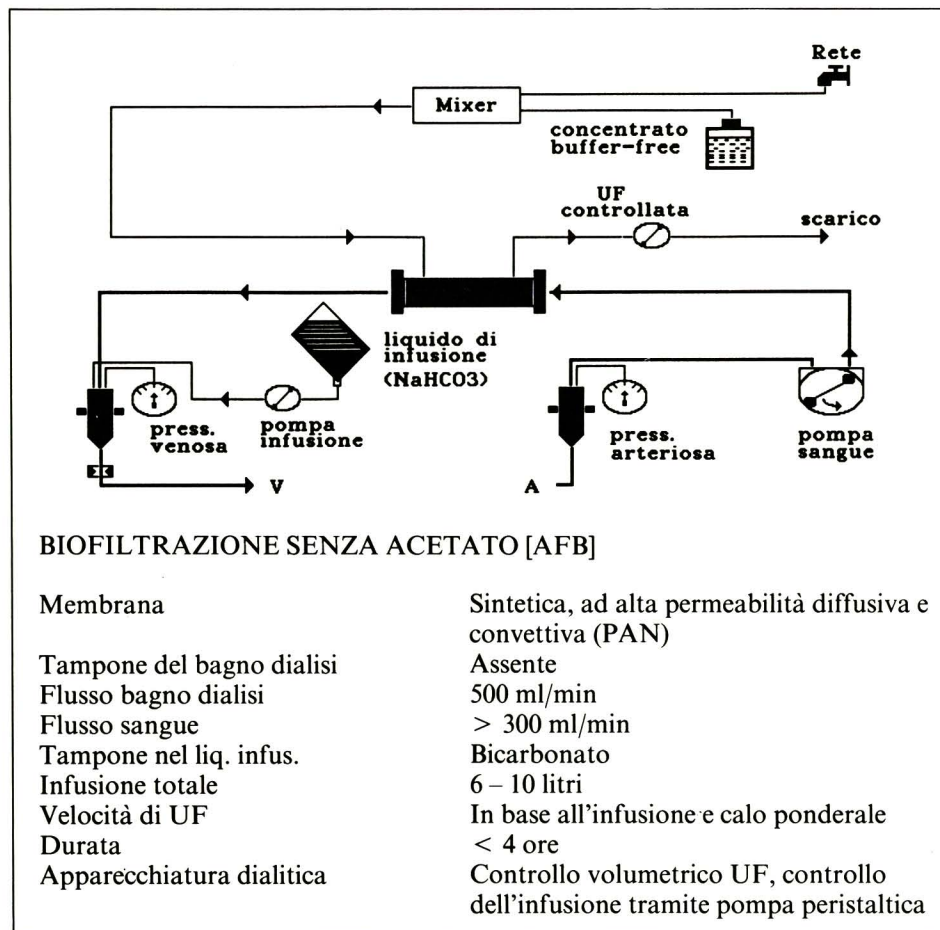 Rete
Mixer
concentrato
buffer-free
UF
controllata
scarico
liquido di
infusione
(NaHCO3)
press.
venosa
pompa
infusione
press.
arteriosa
pompa
sangue
V
A
BIOFILTRAZIONE SENZA ACETATO [AFB]
Membrana Sintetica, ad alta permeabilità diffusiva e
convettiva (PAN)
Tampone del bagno dialisi Assente
Flusso bagno dialisi 500 ml/min
Flusso sangue > 300 ml/min
Tampone nel liq. infus. Bicarbonato
Infusione totale 6 – 10 litri
Velocità di UF In base all'infusione e calo ponderale
Durata < 4 ore
Apparecchiatura dialitica Controllo volumetrico UF, controllo
dell'infusione tramite pompa peristaltica